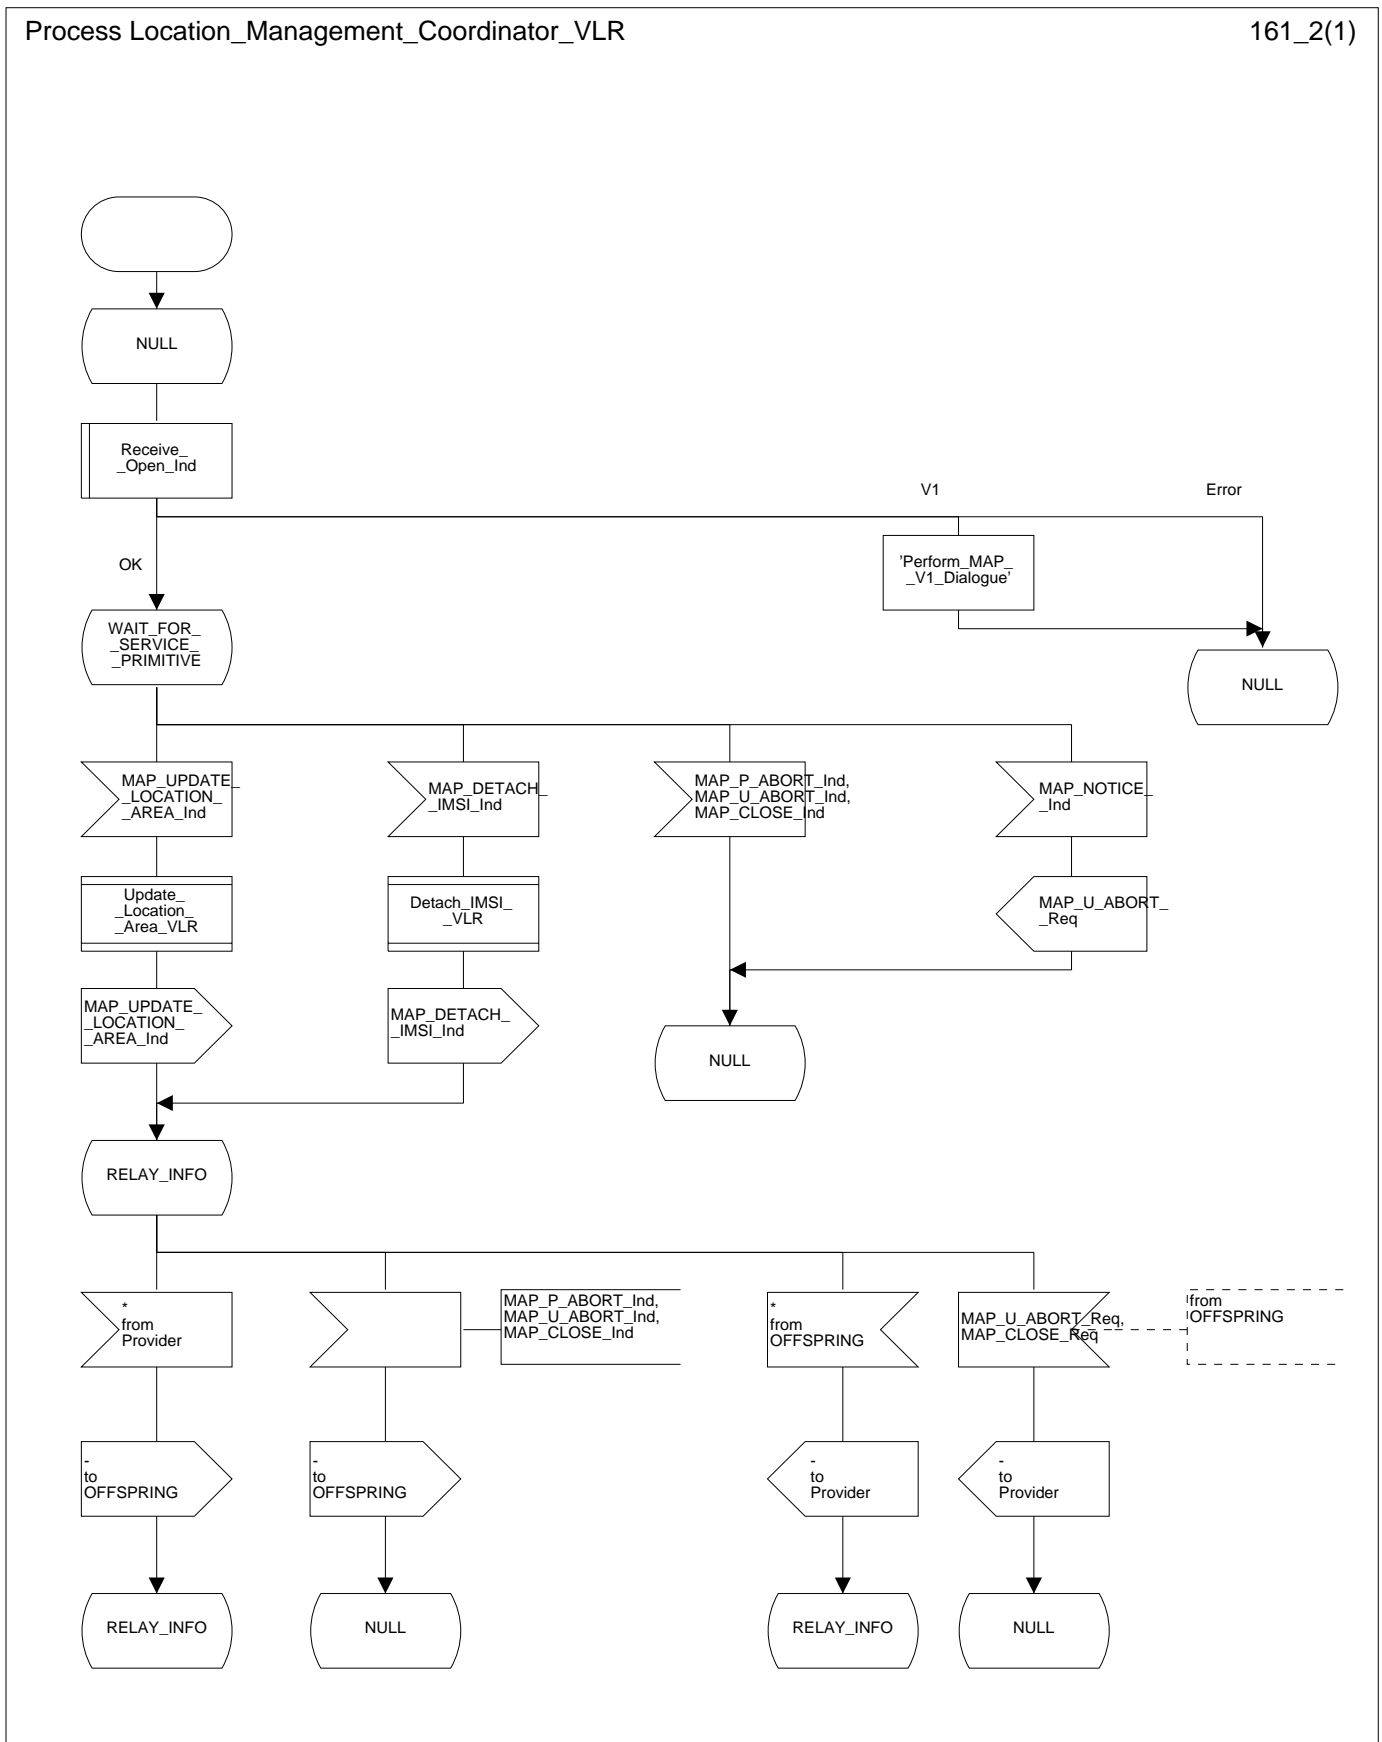 Process Location_Management_Coordinator_VLR
161_2(1)
NULL
Receive_
_Open_Ind
V1
Error
OK
'Perform_MAP_
_V1_Dialogue'
WAIT_FOR_
_SERVICE_
_PRIMITIVE
NULL
MAP_UPDATE_
_LOCATION_
_AREA_Ind
MAP_DETACH_
_IMSI_Ind
MAP_P_ABORT_Ind,
MAP_U_ABORT_Ind,
MAP_CLOSE_Ind
MAP_NOTICE_
_Ind
Update_
_Location_
_Area_VLR
Detach_IMSI_
_VLR
MAP_U_ABORT_
_Req
MAP_UPDATE_
_LOCATION_
_AREA_Ind
MAP_DETACH_
_IMSI_Ind
NULL
RELAY_INFO
*
from
Provider
MAP_P_ABORT_Ind,
MAP_U_ABORT_Ind,
MAP_CLOSE_Ind
*
from
OFFSPRING
MAP_U_ABORT_Req,
MAP_CLOSE_Req
from
OFFSPRING
-
to
OFFSPRING
-
to
OFFSPRING
-
to
Provider
-
to
Provider
RELAY_INFO
NULL
RELAY_INFO
NULL